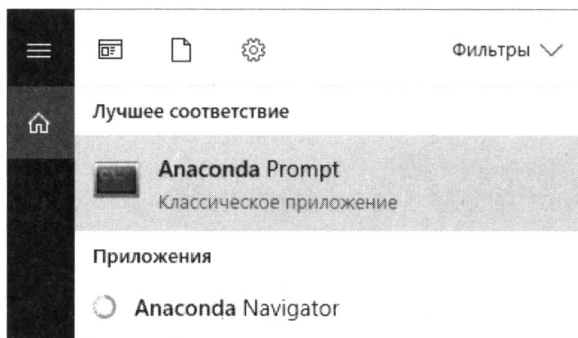 Фильтры
Лучшее соответствие
Anaconda Prompt
Классическое приложение
Приложения
Anaconda Navigator